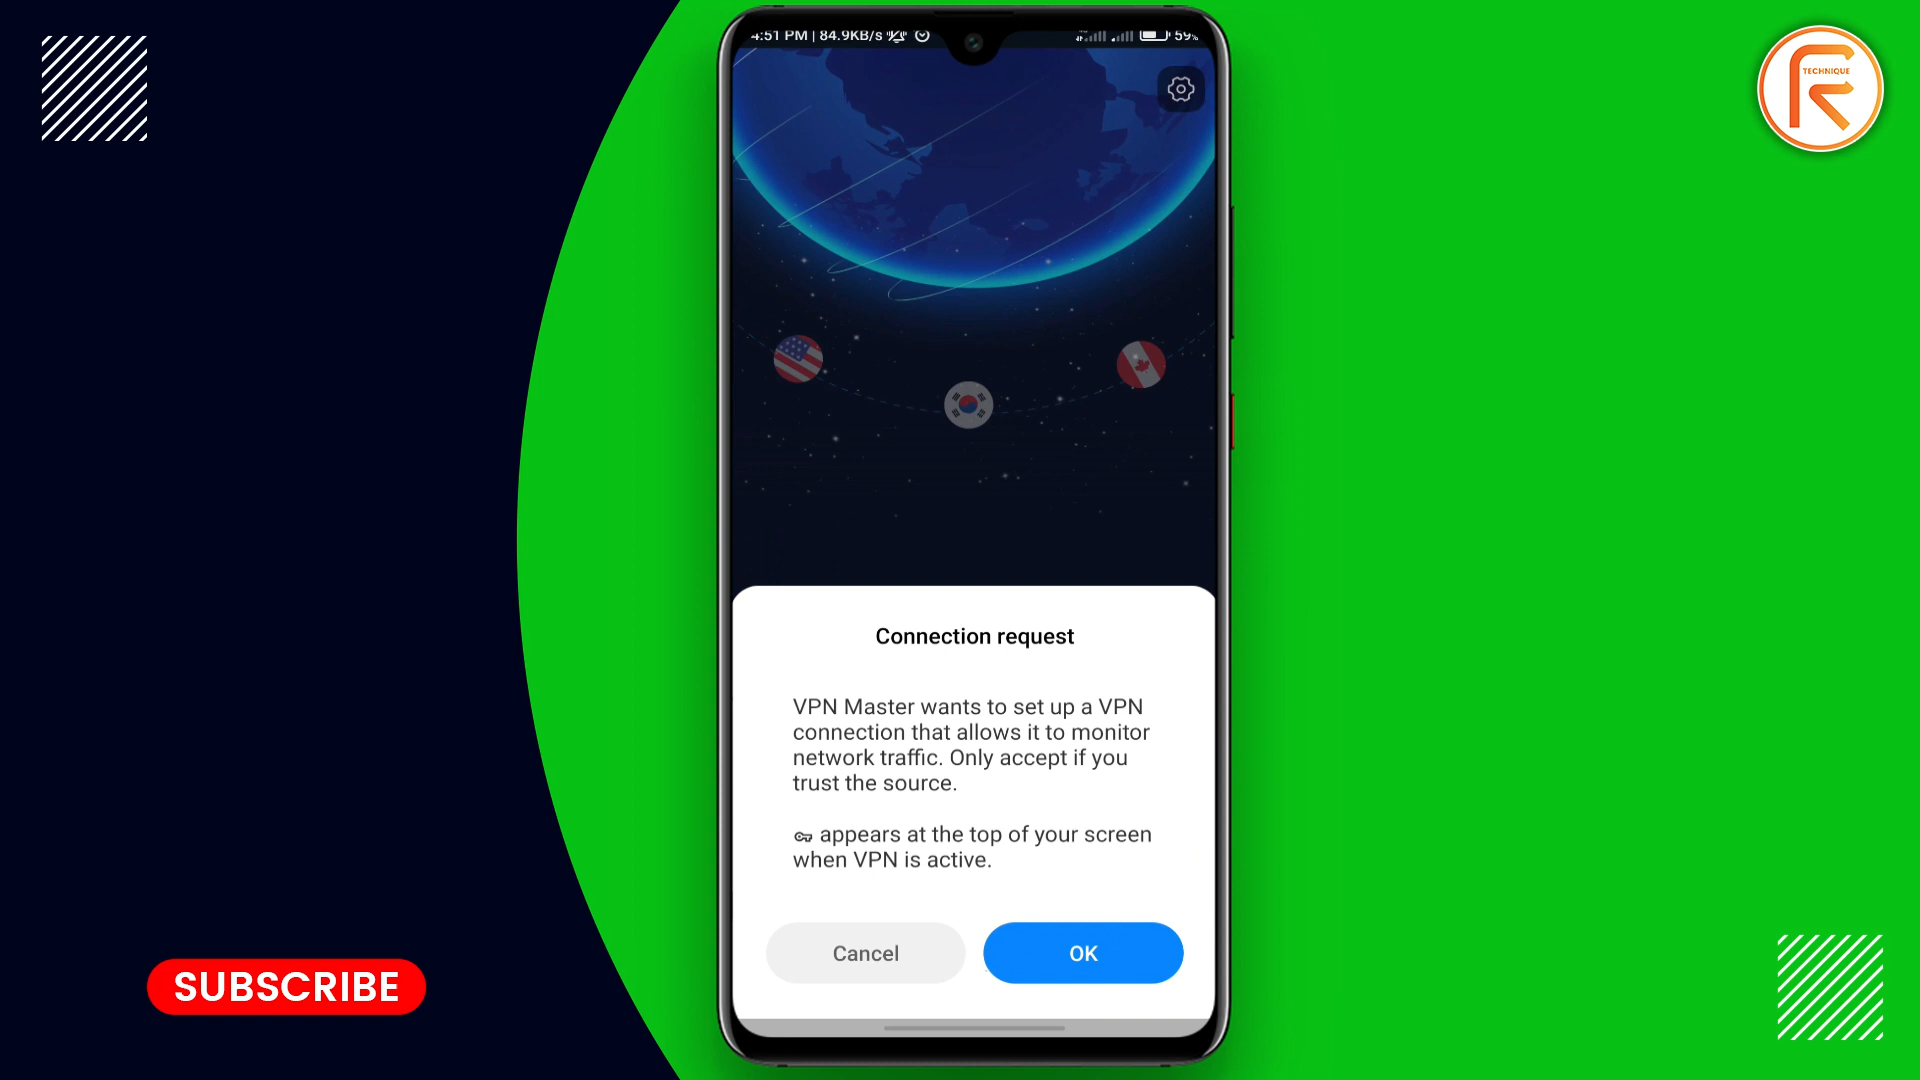 4:51 PM | 84.9KB/s
59%
TECHNIQUE
Connection request
VPN Master wants to set up a VPN
connection that allows it to monitor
network traffic. Only accept if you
trust the source.
appears at the top of your screen
when VPN is active.
Cancel
OK
SUBSCRIBE